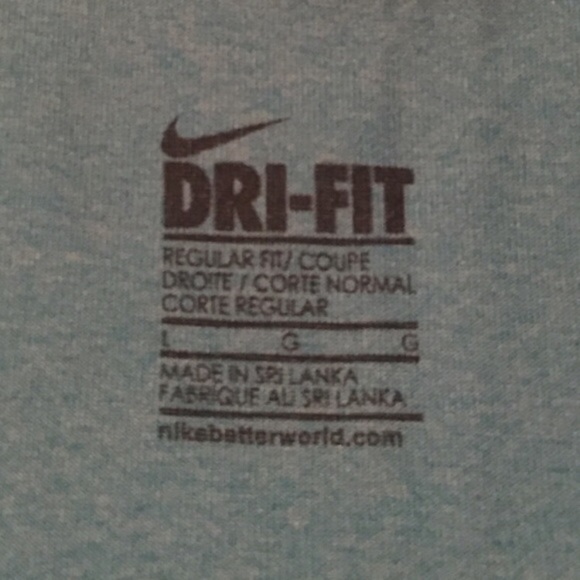 DRI-FIT
REGULAR FIT/ COUPE
DROITE / CORTE NORMAL
CORTE REGULAR
L G G
MADE IN SRI LANKA
FABRIQUE AU SRI LANKA
nikebetterworld.com